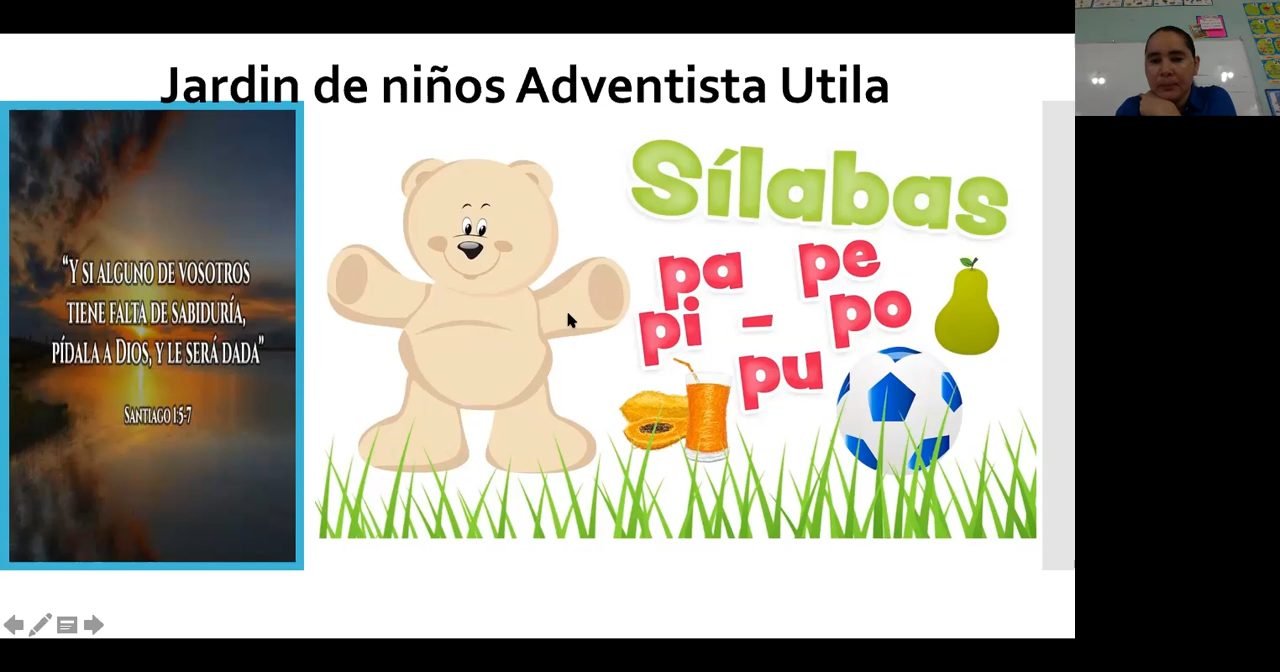 Jardin de niños Adventista Utila
“Y SI ALGUNO DE VOSOTROS
TIENE FALTA DE SABIDURÍA,
PÍDALA A DIOS, Y LE SERÁ DADA”
SANTIAGO 1:5-7
Sílabas
pa pe
pi - po
pu